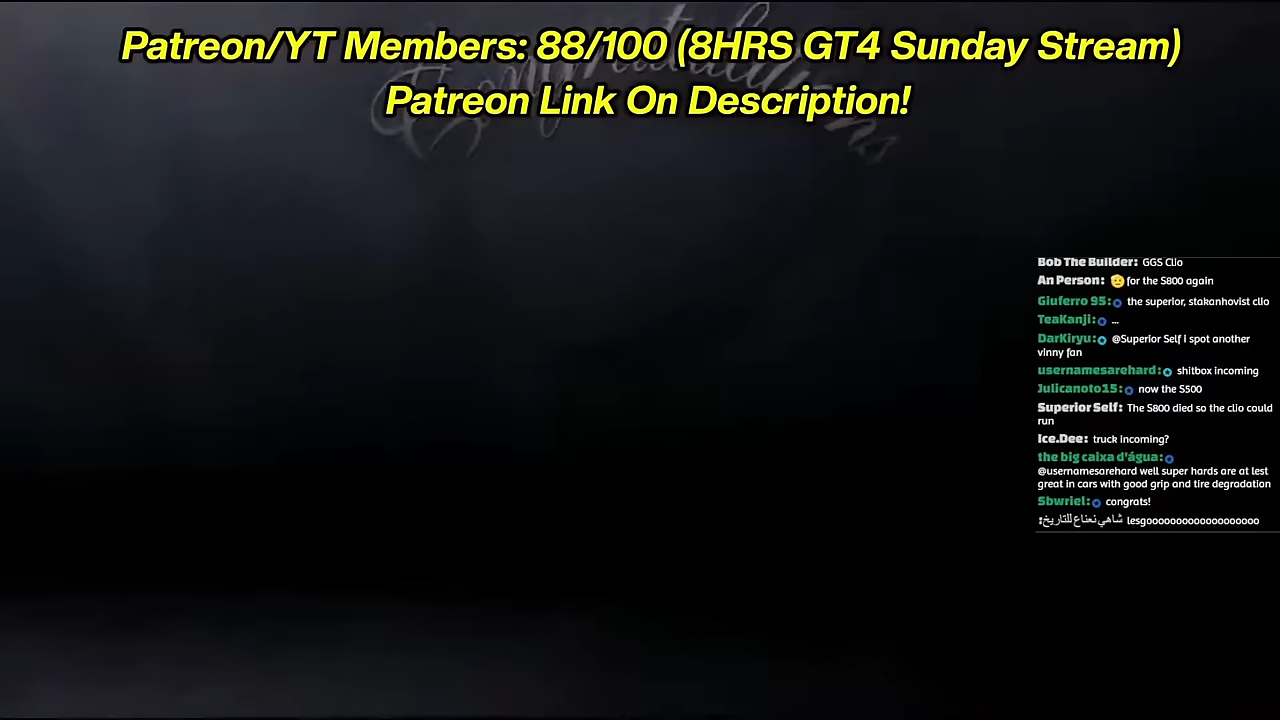 Patreon/YT Members: 88/100 (8HRS GT4 Sunday Stream)
Patreon Link On Description!
Congratulations
Bob The Builder: GGS Clio
An Person: 🫡for the S800 again
Giuferro 95: the superior, stakanhovist clio
TeaKanji: ...
DarKiryu: @Superior Self i spot another
vinny fan
usernamesarehard: shitbox incoming
Julicanoto15: now the S500
Superior Self: The S800 died so the clio could
run
Ice.Dee: truck incoming?
the big caixa d'água:
@usernamesarehard well super hards are at lest
great in cars with good grip and tire degradation
Sbwriel: congrats!
شاهي نعناع للتاريخ: lesgooooooooooooooooooo